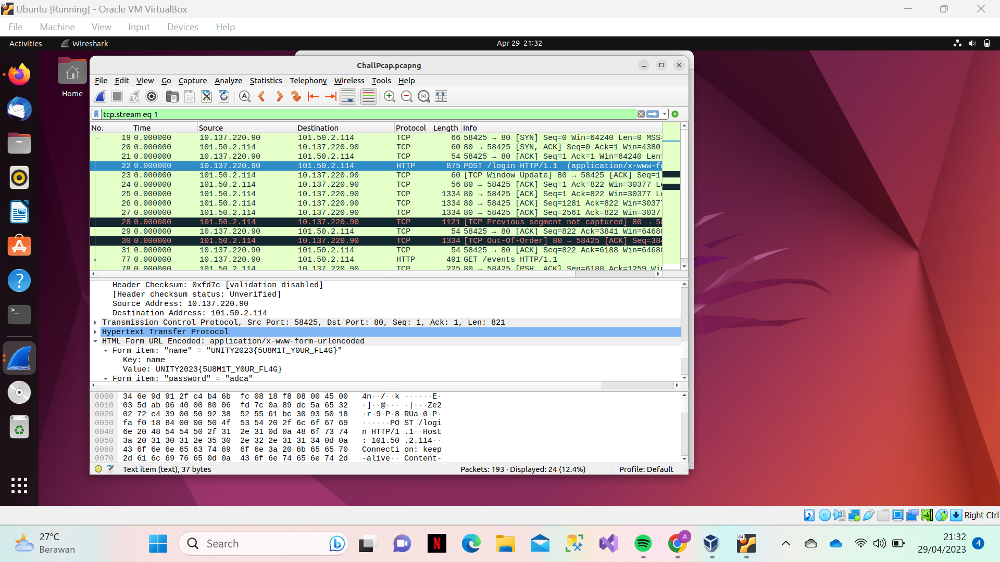 Ubuntu [Running] - Oracle VM VirtualBox
File Machine View Input Devices Help
Activities Wireshark Apr 29 21:32
Home
ChallPcap.pcapng
File Edit View Go Capture Analyze Statistics Telephony Wireless Tools Help
tcp.stream eq 1
No. Time Source Destination Protocol Length Info
19 0.000000 10.137.220.90 101.50.2.114 TCP 66 58425 → 80 [SYN] Seq=0 Win=64240 Len=0 MSS=
20 0.000000 101.50.2.114 10.137.220.90 TCP 60 80 → 58425 [SYN, ACK] Seq=0 Ack=1 Win=4380
21 0.000000 10.137.220.90 101.50.2.114 TCP 54 58425 → 80 [ACK] Seq=1 Ack=1 Win=64240 Len=
22 0.000000 10.137.220.90 101.50.2.114 HTTP 875 POST /login HTTP/1.1 (application/x-www-fo
23 0.000000 101.50.2.114 10.137.220.90 TCP 60 [TCP Window Update] 80 → 58425 [ACK] Seq=1
24 0.000000 101.50.2.114 10.137.220.90 TCP 56 80 → 58425 [ACK] Seq=1 Ack=822 Win=30377 Le
25 0.000000 101.50.2.114 10.137.220.90 TCP 1334 80 → 58425 [ACK] Seq=1 Ack=822 Win=30377 Le
26 0.000000 101.50.2.114 10.137.220.90 TCP 1334 80 → 58425 [ACK] Seq=1281 Ack=822 Win=30377
27 0.000000 101.50.2.114 10.137.220.90 TCP 1334 80 → 58425 [ACK] Seq=2561 Ack=822 Win=30377
28 0.000000 101.50.2.114 10.137.220.90 TCP 1121 [TCP Previous segment not captured] 80 → 58
29 0.000000 10.137.220.90 101.50.2.114 TCP 54 58425 → 80 [ACK] Seq=822 Ack=3841 Win=64680
30 0.000000 101.50.2.114 10.137.220.90 TCP 1334 [TCP Out-Of-Order] 80 → 58425 [ACK] Seq=384
31 0.000000 10.137.220.90 101.50.2.114 TCP 54 58425 → 80 [ACK] Seq=822 Ack=6188 Win=64680
77 0.000000 10.137.220.90 101.50.2.114 HTTP 491 GET /events HTTP/1.1
78 0.000000 101.50.2.114 10.137.220.90 TCP 225 80 → 58425 [PSH, ACK] Seq=6188 Ack=1259 Win
Header Checksum: 0xfd7c [validation disabled]
[Header checksum status: Unverified]
Source Address: 10.137.220.90
Destination Address: 101.50.2.114
Transmission Control Protocol, Src Port: 58425, Dst Port: 80, Seq: 1, Ack: 1, Len: 821
Hypertext Transfer Protocol
HTML Form URL Encoded: application/x-www-form-urlencoded
Form item: "name" = "UNITY2023{5U8M1T_Y0UR_FL4G}"
Key: name
Value: UNITY2023{5U8M1T_Y0UR_FL4G}
Form item: "password" = "adca"
0000 34 6e 9d 91 2f c4 b4 6b fc 08 18 f8 08 00 45 00 4n··/··k ······E·
0010 03 5d ab 96 40 00 80 06 fd 7c 0a 89 dc 5a 65 32 ·]··@··· ·|···Ze2
0020 02 72 e4 39 00 50 92 38 52 55 61 bc 30 93 50 18 ·r·9·P·8 RUa·0·P·
0030 fa f0 18 84 00 00 50 4f 53 54 20 2f 6c 6f 67 69 ······PO ST /logi
0040 6e 20 48 54 54 50 2f 31 2e 31 0d 0a 48 6f 73 74 n HTTP/1 .1··Host
0050 3a 20 31 30 31 2e 35 30 2e 32 2e 31 31 34 0d 0a : 101.50 .2.114··
0060 43 6f 6e 6e 65 63 74 69 6f 6e 3a 20 6b 65 65 70 Connecti on: keep
0070 2d 61 6c 69 76 65 0d 0a 43 6f 6e 74 65 6e 74 2d -alive·· Content-
Text item (text), 37 bytes Packets: 193 · Displayed: 24 (12.4%) Profile: Default
Right Ctrl
27°C
Berawan
Search
21:32
29/04/2023
4